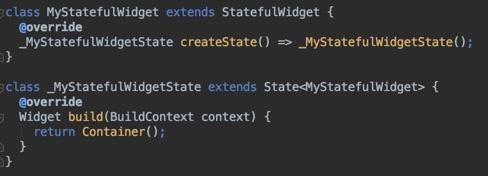 class MyStatefulWidget extends StatefulWidget {
  @override
  _MyStatefulWidgetState createState() => _MyStatefulWidgetState();
}
class _MyStatefulWidgetState extends State<MyStatefulWidget> {
  @override
  Widget build(BuildContext context) {
    return Container();
  }
}